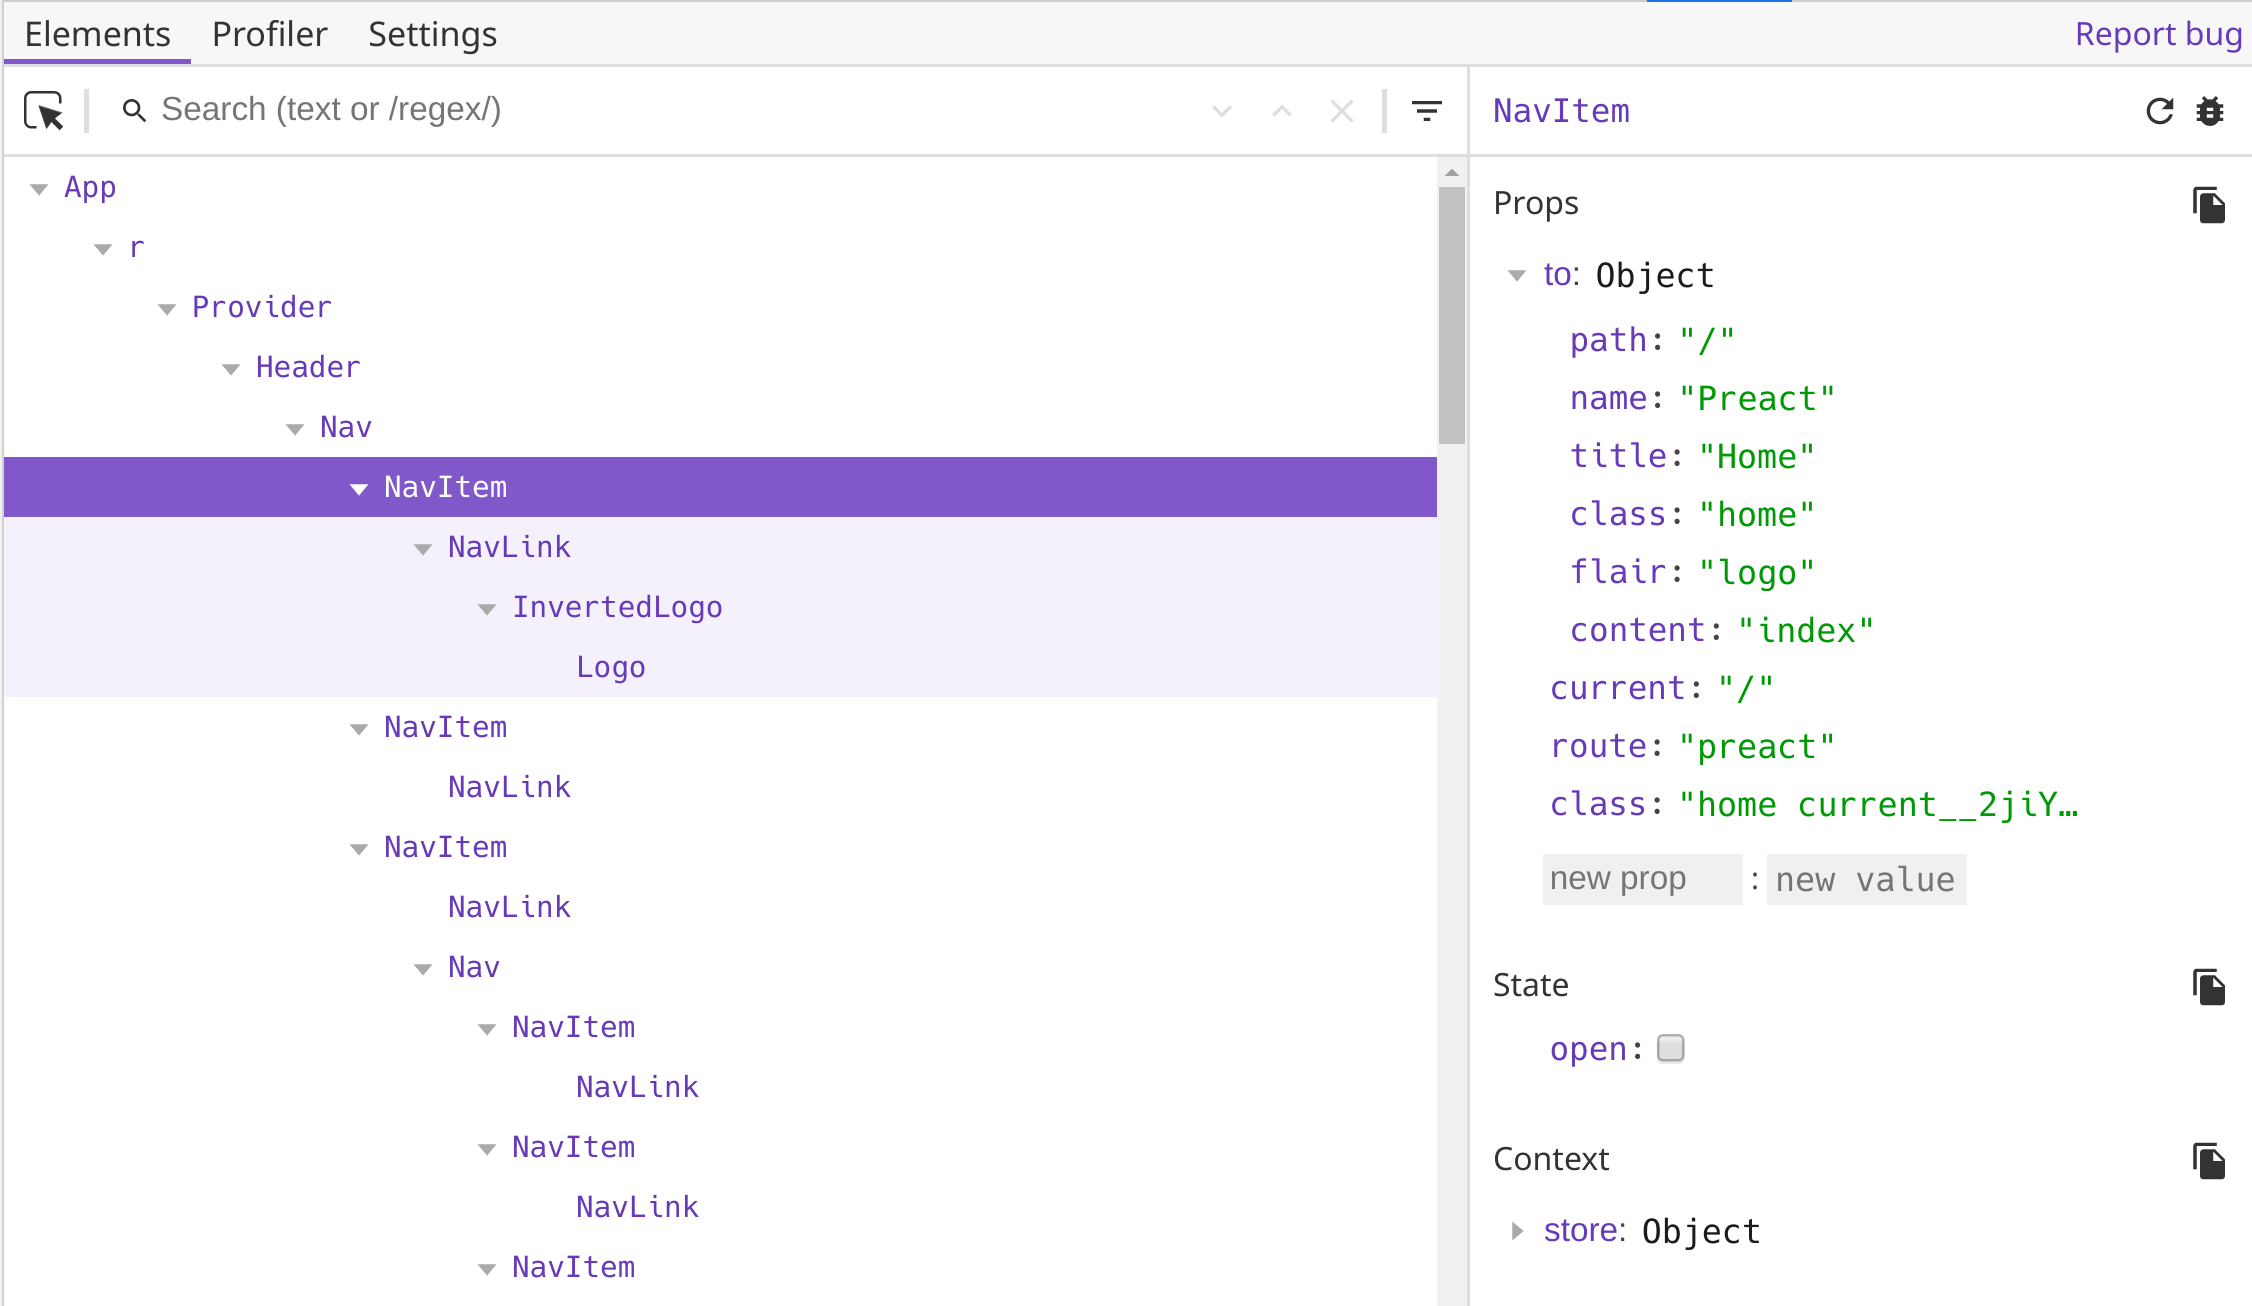 Elements Profiler Settings Report bug
Search (text or /regex/)
App
r
Provider
Header
Nav
NavItem
NavLink
InvertedLogo
Logo
NavItem
NavLink
NavItem
NavLink
Nav
NavItem
NavLink
NavItem
NavLink
NavItem
NavItem
Props
to: Object
path: "/"
name: "Preact"
title: "Home"
class: "home"
flair: "logo"
content: "index"
current: "/"
route: "preact"
class: "home current__2jiY…
new prop : new value
State
open:
Context
store: Object